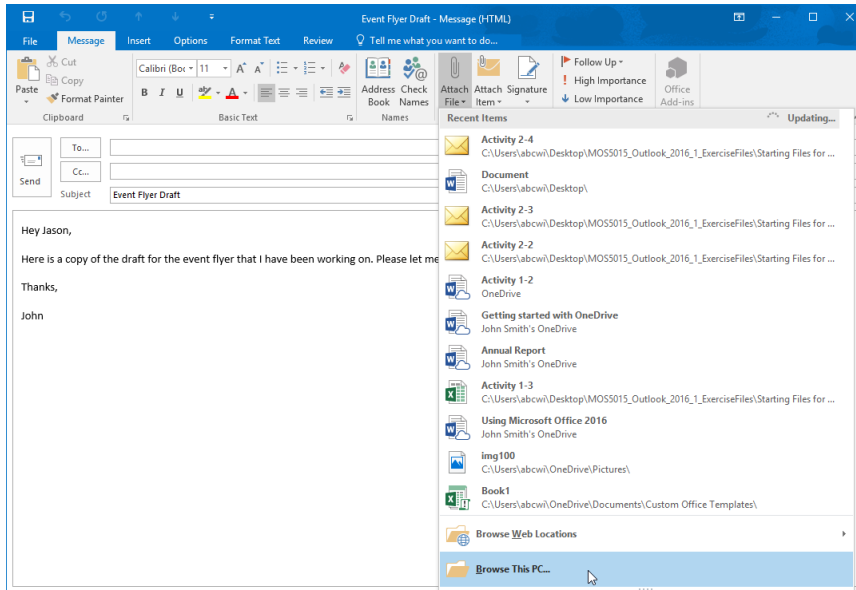 Event Flyer Draft - Message (HTML)
File Message Insert Options Format Text Review Tell me what you want to do...
Paste
Cut
Copy
Format Painter
Clipboard
Calibri (Boc 11
B I U A
Basic Text
Address Book
Check Names
Names
Attach File
Attach Item
Signature
Follow Up
High Importance
Low Importance
Office Add-ins
Send
To...
Cc...
Subject Event Flyer Draft
Hey Jason,
Here is a copy of the draft for the event flyer that I have been working on. Please let me
Thanks,
John
Recent Items Updating...
Activity 2-4
C:\Users\abcwi\Desktop\MOS5015_Outlook_2016_1_ExerciseFiles\Starting Files for ...
Document
C:\Users\abcwi\Desktop\
Activity 2-3
C:\Users\abcwi\Desktop\MOS5015_Outlook_2016_1_ExerciseFiles\Starting Files for ...
Activity 2-2
C:\Users\abcwi\Desktop\MOS5015_Outlook_2016_1_ExerciseFiles\Starting Files for ...
Activity 1-2
OneDrive
Getting started with OneDrive
John Smith's OneDrive
Annual Report
John Smith's OneDrive
Activity 1-3
C:\Users\abcwi\Desktop\MOS5015_Outlook_2016_1_ExerciseFiles\Starting Files for ...
Using Microsoft Office 2016
John Smith's OneDrive
img100
C:\Users\abcwi\OneDrive\Pictures\
Book1
C:\Users\abcwi\OneDrive\Documents\Custom Office Templates\
Browse Web Locations
Browse This PC...